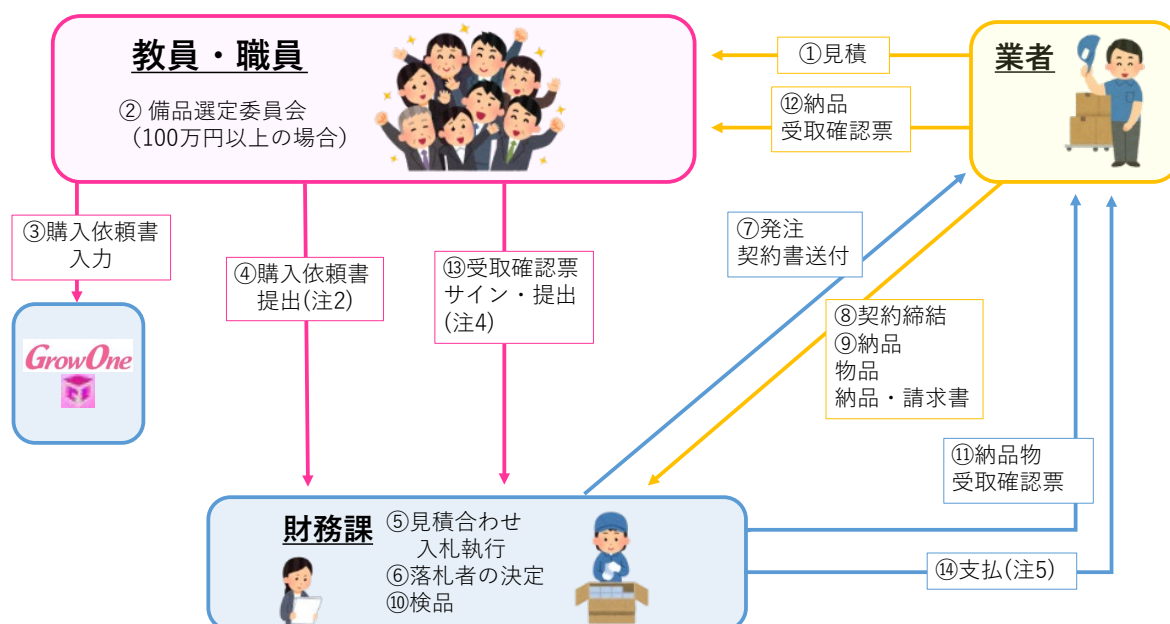 教員・職員
② 備品選定委員会
(100万円以上の場合)
①見積
⑫納品
受取確認票
業者
③購入依頼書
入力
④購入依頼書
提出(注2)
⑬受取確認票
サイン・提出
(注4)
⑦発注
契約書送付
⑧契約締結
⑨納品
物品
納品・請求書
GrowOne
⑪納品物
受取確認票
財務課
⑤見積合わせ
入札執行
⑥落札者の決定
⑩検品
⑭支払(注5)